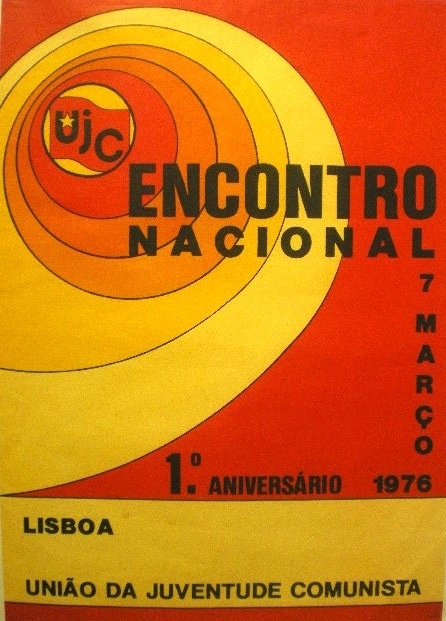 UjC
ENCONTRO
NACIONAL
7 MARÇO
1.º ANIVERSÁRIO 1976
LISBOA
UNIÃO DA JUVENTUDE COMUNISTA